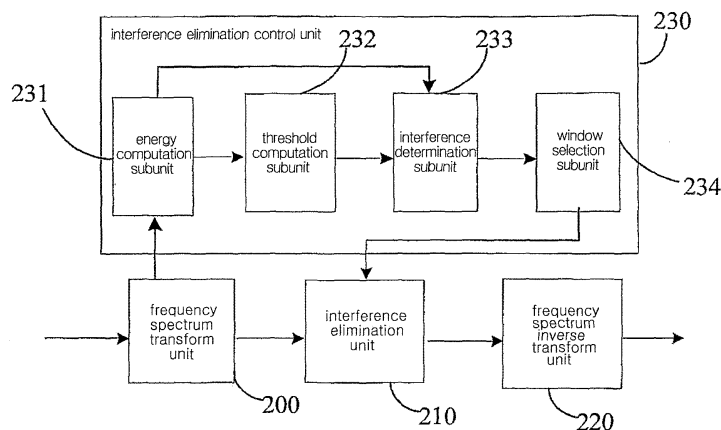 interference elimination control unit
232
233
230
231
energy
computation
subunit
threshold
computation
subunit
interference
determination
subunit
window
selection
subunit
234
frequency
spectrum
transform
unit
interference
elimination unit
frequency
spectrum
inverse
transform
unit
200
210
220